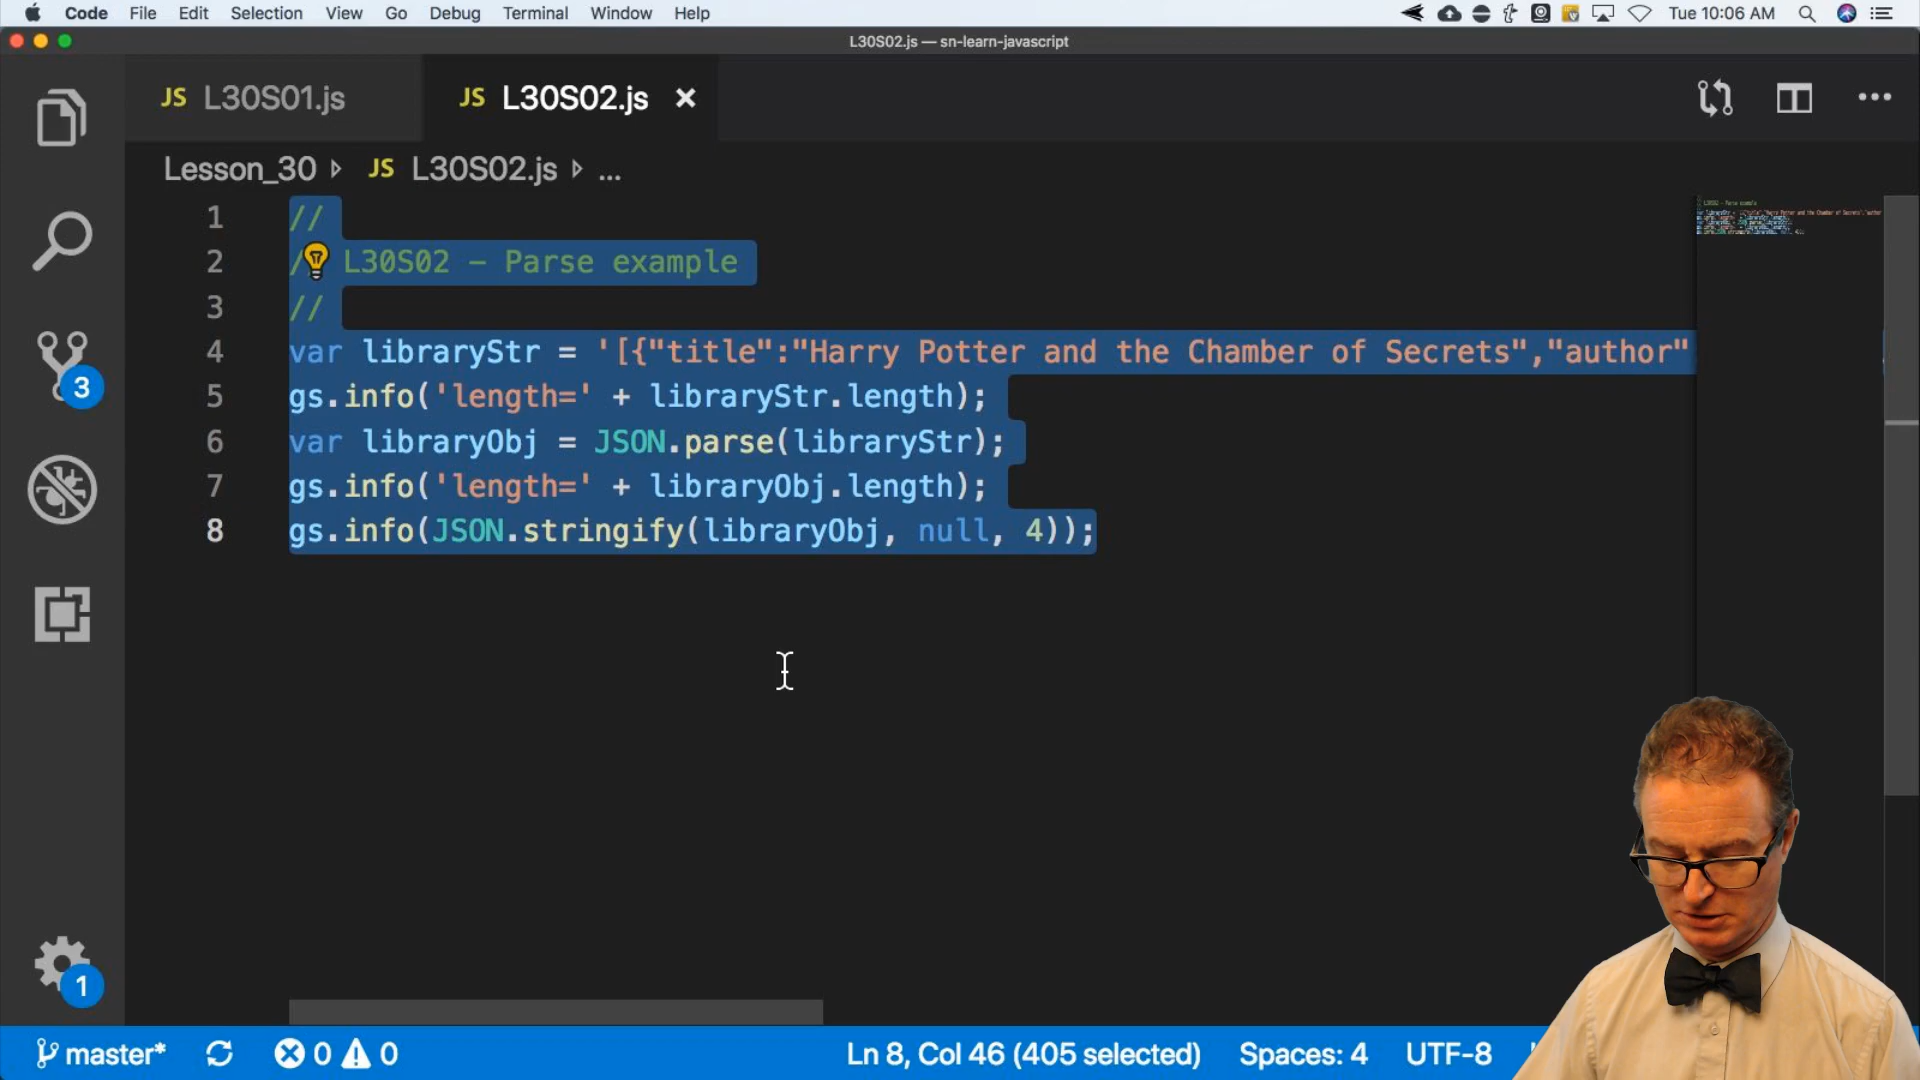 Code File Edit Selection View Go Debug Terminal Window Help Tue 10:06 AM
L30S02.js — sn-learn-javascript
JS L30S01.js JS L30S02.js
Lesson_30 JS L30S02.js ...
1 //
2 / L30S02 - Parse example
3 //
4 var libraryStr = '[{"title":"Harry Potter and the Chamber of Secrets","author"
5 gs.info('length=' + libraryStr.length);
6 var libraryObj = JSON.parse(libraryStr);
7 gs.info('length=' + libraryObj.length);
8 gs.info(JSON.stringify(libraryObj, null, 4));
3
1
master* 0 0 Ln 8, Col 46 (405 selected) Spaces: 4 UTF-8